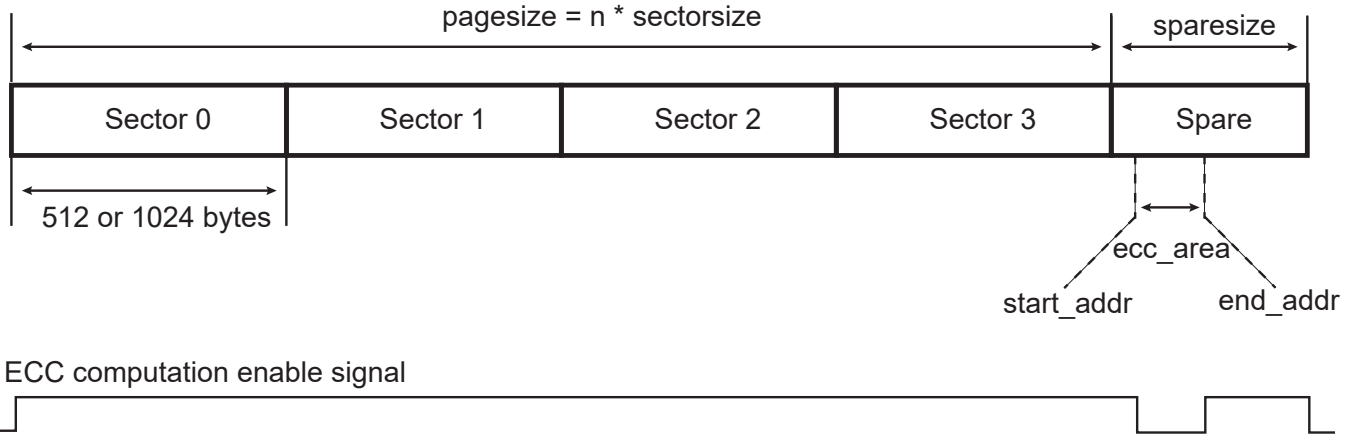 pagesize = n * sectorsize
sparesize
Sector 0
Sector 1
Sector 2
Sector 3
Spare
512 or 1024 bytes
ecc_area
start_addr
end_addr
ECC computation enable signal